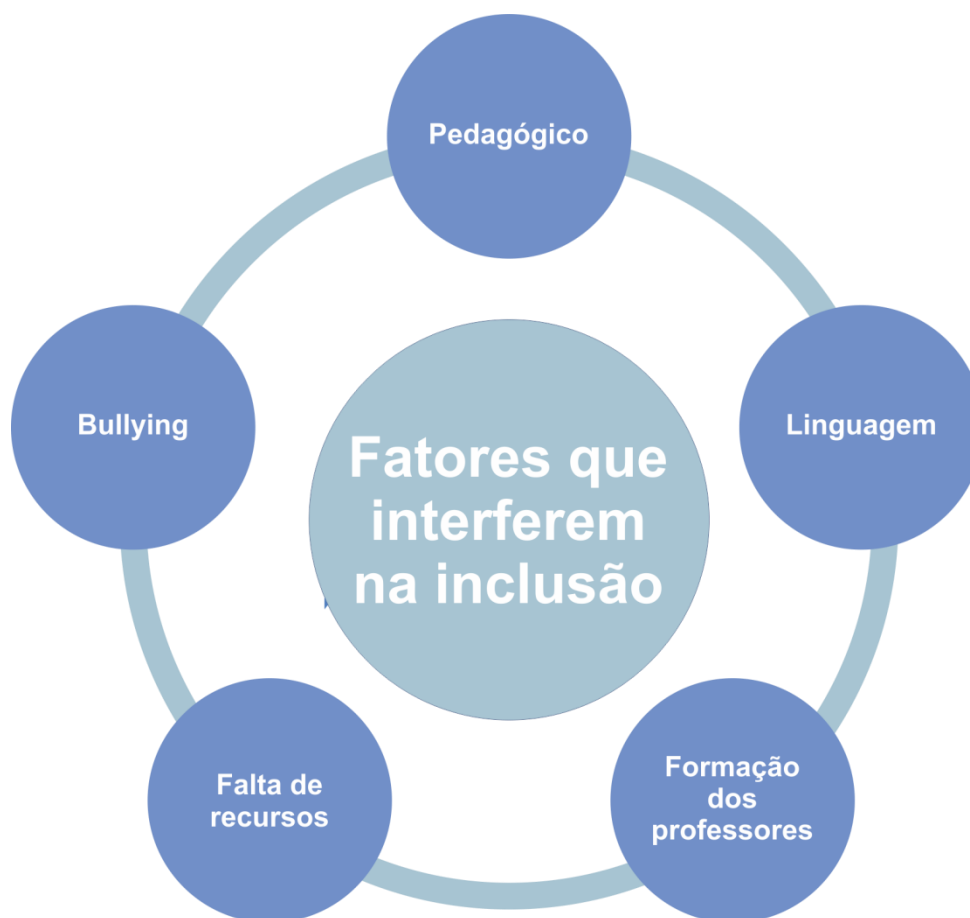 Pedagógico
Linguagem
Formação
dos
professores
Falta de
recursos
Bullying
Fatores que
interferem
na inclusão